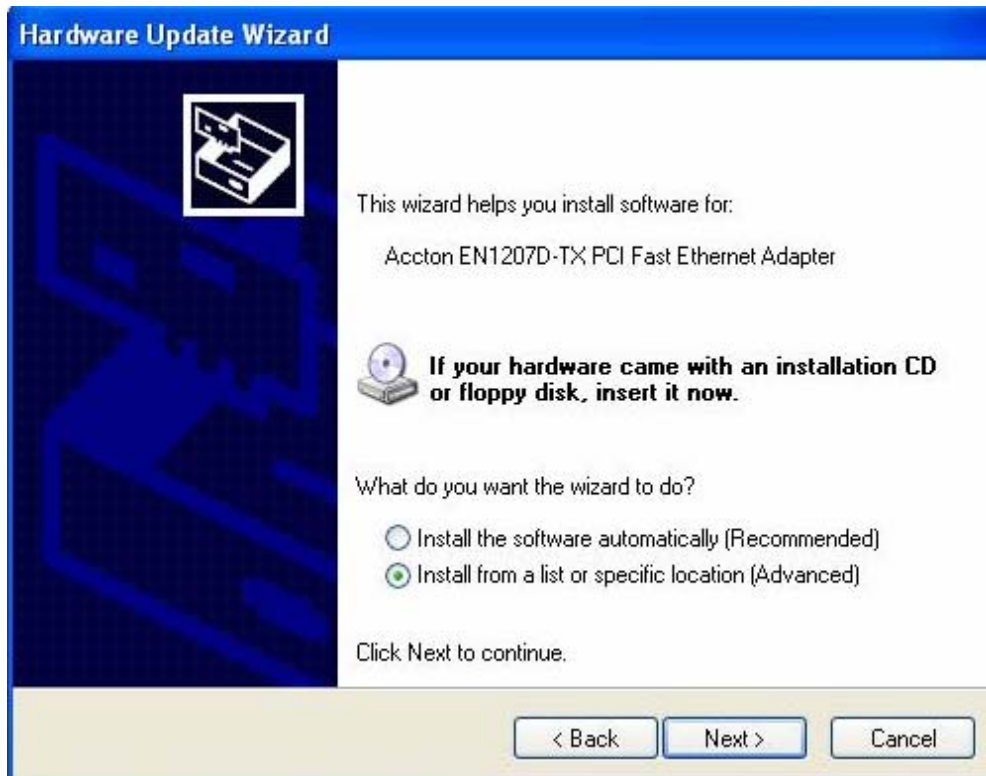 Hardware Update Wizard
This wizard helps you install software for:
Accton EN1207D-TX PCI Fast Ethernet Adapter
If your hardware came with an installation CD
or floppy disk, insert it now.
What do you want the wizard to do?
Install the software automatically (Recommended)
Install from a list or specific location (Advanced)
Click Next to continue.
< Back Next > Cancel